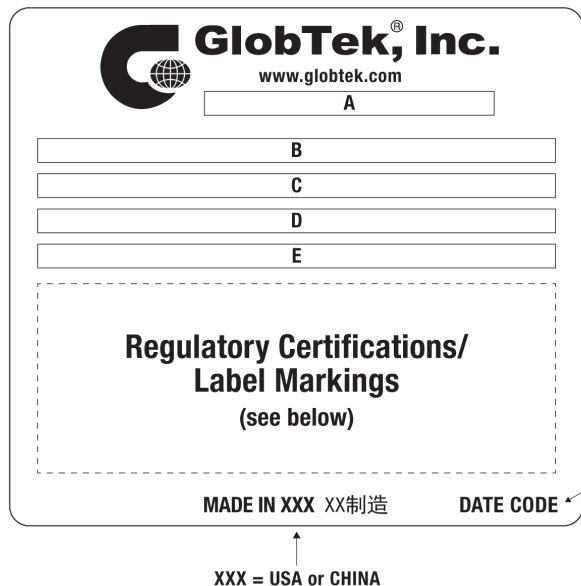 GlobTek,® Inc.
www.globtek.com
A
B
C
D
E
Regulatory Certifications/
Label Markings
(see below)
MADE IN XXX XX制造 DATE CODE
XXX = USA or CHINA